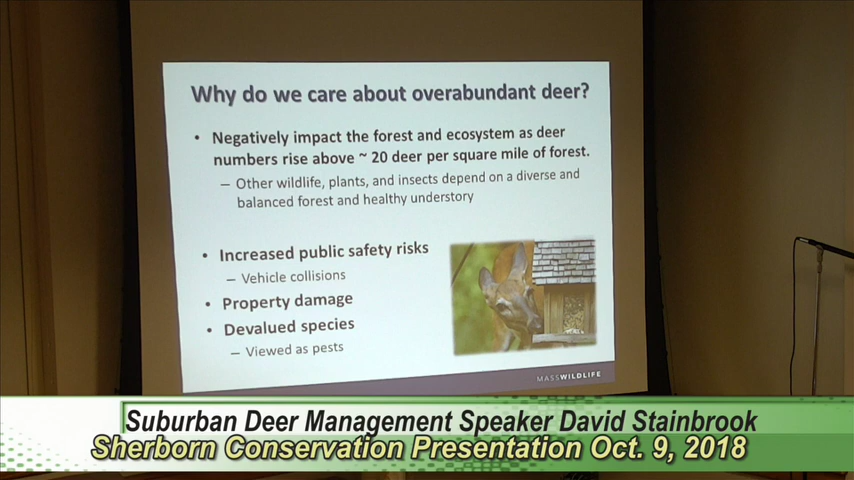 Why do we care about overabundant deer?
• Negatively impact the forest and ecosystem as deer
numbers rise above ~ 20 deer per square mile of forest.
– Other wildlife, plants, and insects depend on a diverse and
balanced forest and healthy understory
• Increased public safety risks
– Vehicle collisions
• Property damage
• Devalued species
– Viewed as pests
MASSWILDLIFE
Suburban Deer Management Speaker David Stainbrook
Sherborn Conservation Presentation Oct. 9, 2018